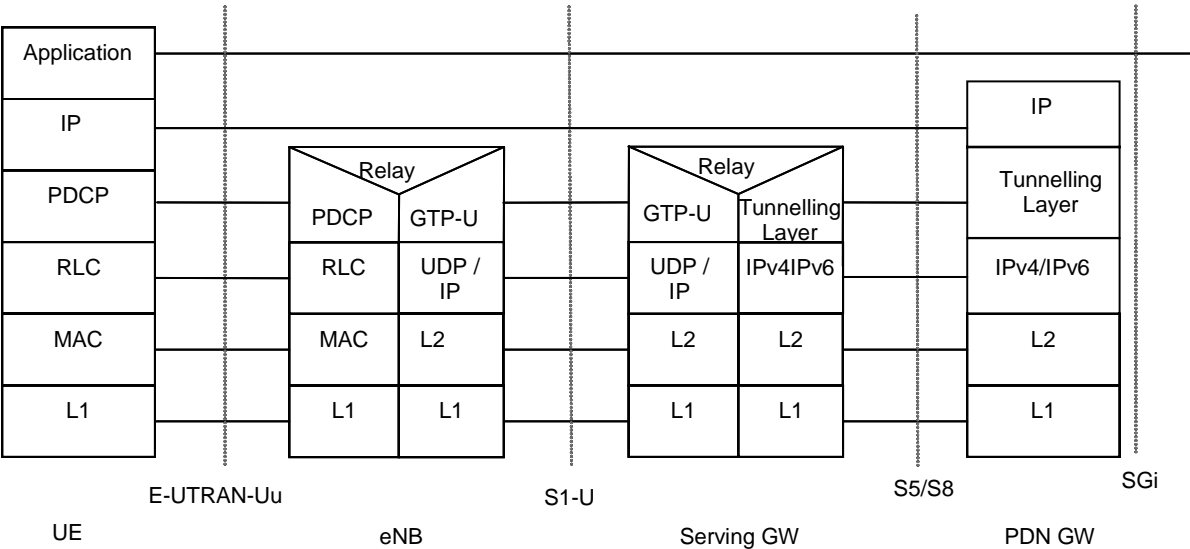 Application
IP
PDCP
RLC
MAC
L1
Relay
PDCP
GTP-U
RLC
UDP /
IP
MAC
L2
L1
L1
Relay
GTP-U
Tunnelling
Layer
UDP /
IP
IPv4IPv6
L2
L2
L1
L1
IP
Tunnelling
Layer
IPv4/IPv6
L2
L1
E-UTRAN-Uu
S1-U
S5/S8
SGi
UE
eNB
Serving GW
PDN GW